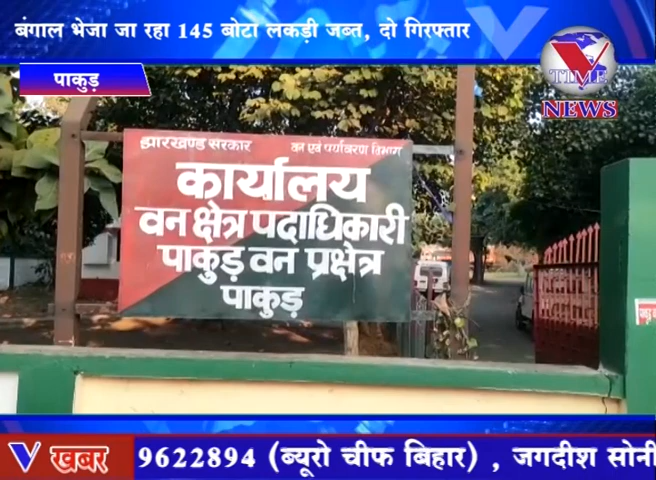 बंगाल भेजा जा रहा 145 बोटा लकड़ी जब्त, दो गिरफ्तार
पाकुड़
V TIME
NEWS
झारखण्ड सरकार वन एवं पर्यावरण विभाग
कार्यालय
वन क्षेत्र पदाधिकारी
पाकुड़ वन प्रक्षेत्र
पाकुड़
V खबर 9622894 (ब्यूरो चीफ बिहार) , जगदीश सोनी